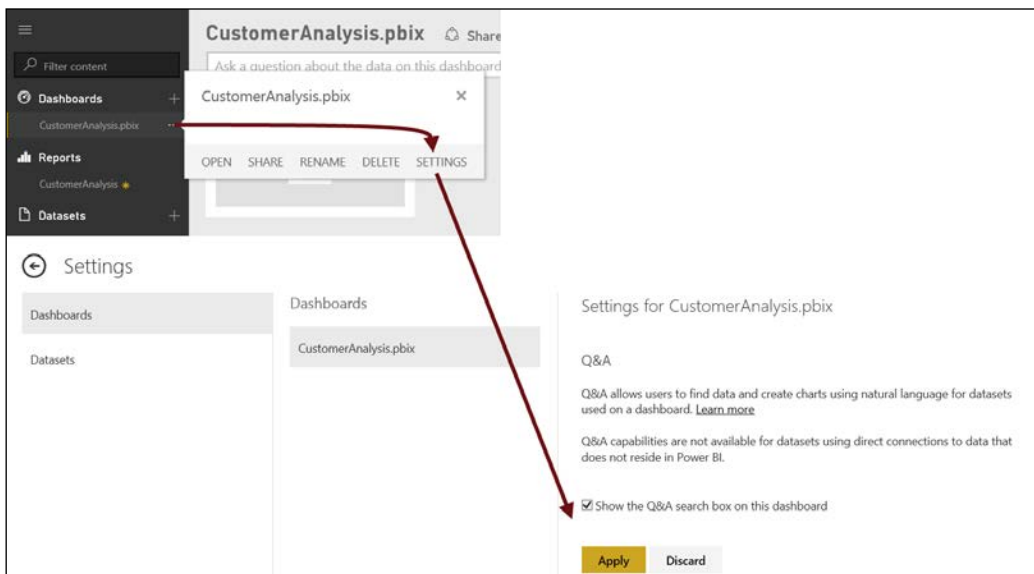 CustomerAnalysis.pbix Share
Filter content
Ask a question about the data on this dashboard
Dashboards
CustomerAnalysis.pbix
CustomerAnalysis.pbix
OPEN SHARE RENAME DELETE SETTINGS
Reports
CustomerAnalysis
Datasets
Settings
Dashboards
Datasets
Dashboards
CustomerAnalysis.pbix
Settings for CustomerAnalysis.pbix
Q&A
Q&A allows users to find data and create charts using natural language for datasets
used on a dashboard. Learn more
Q&A capabilities are not available for datasets using direct connections to data that
does not reside in Power BI.
Show the Q&A search box on this dashboard
Apply Discard